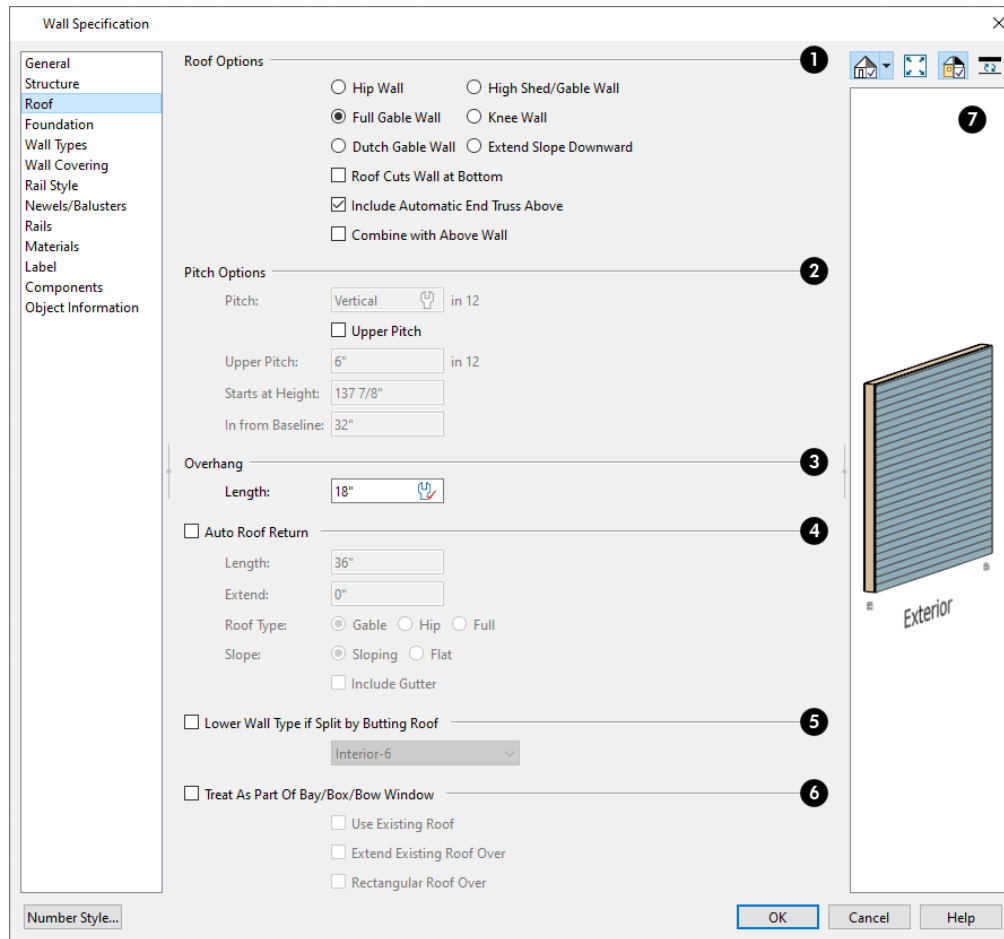 Wall Specification
General
Structure
Roof
Foundation
Wall Types
Wall Covering
Rail Style
Newels/Balusters
Rails
Materials
Label
Components
Object Information
Roof Options 1
Hip Wall High Shed/Gable Wall
Full Gable Wall Knee Wall
Dutch Gable Wall Extend Slope Downward
Roof Cuts Wall at Bottom
Include Automatic End Truss Above
Combine with Above Wall
Pitch Options 2
Pitch: Vertical in 12
Upper Pitch
Upper Pitch: 6" in 12
Starts at Height: 137 7/8"
In from Baseline: 32"
Overhang 3
Length: 18"
Auto Roof Return 4
Length: 36"
Extend: 0"
Roof Type: Gable Hip Full
Slope: Sloping Flat
Include Gutter
Lower Wall Type if Split by Butting Roof 5
Interior-6
Treat As Part Of Bay/Box/Bow Window 6
Use Existing Roof
Extend Existing Roof Over
Rectangular Roof Over
7
Exterior
Number Style... OK Cancel Help